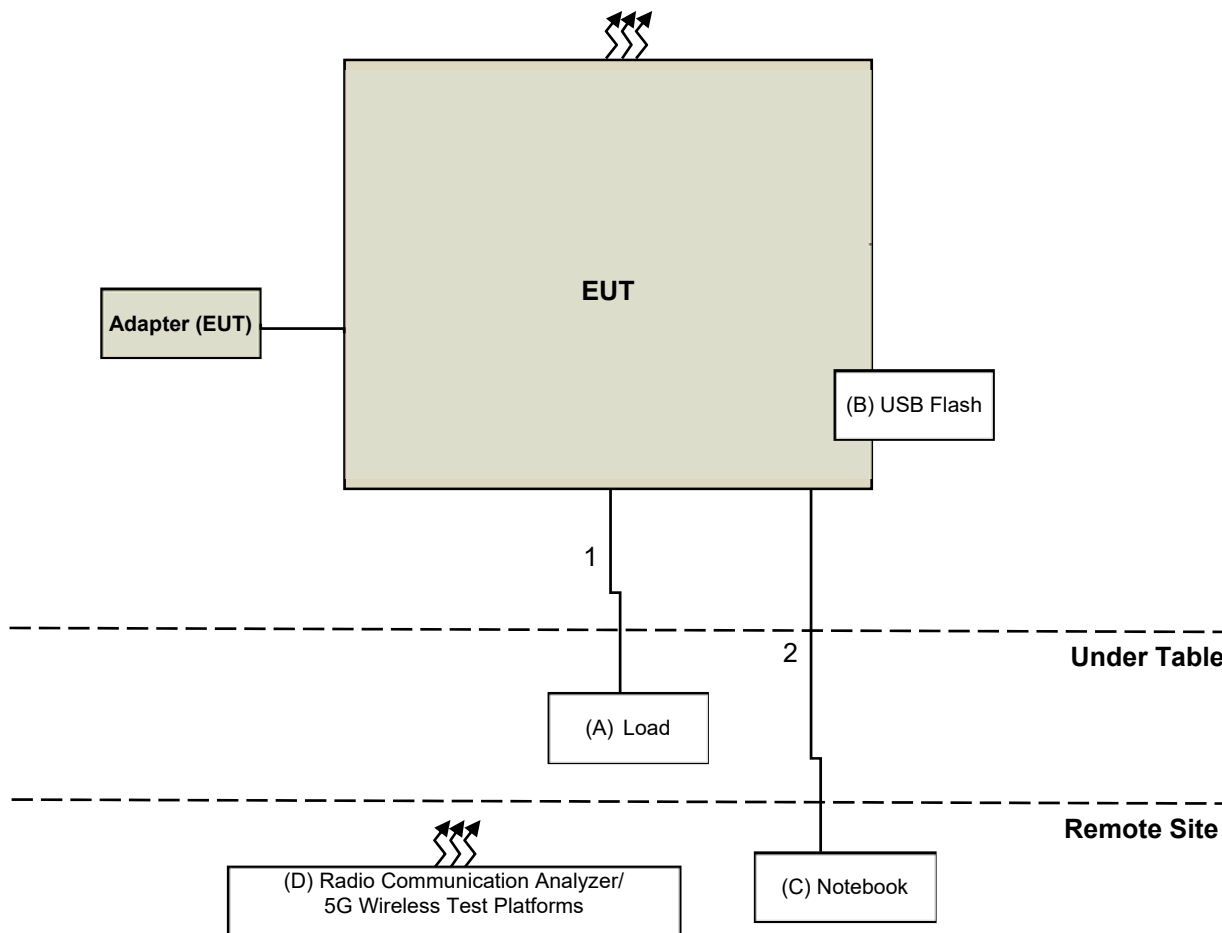 EUT
Adapter (EUT)
(B) USB Flash
1
2
Under Table
(A) Load
Remote Site
(D) Radio Communication Analyzer/
5G Wireless Test Platforms
(C) Notebook